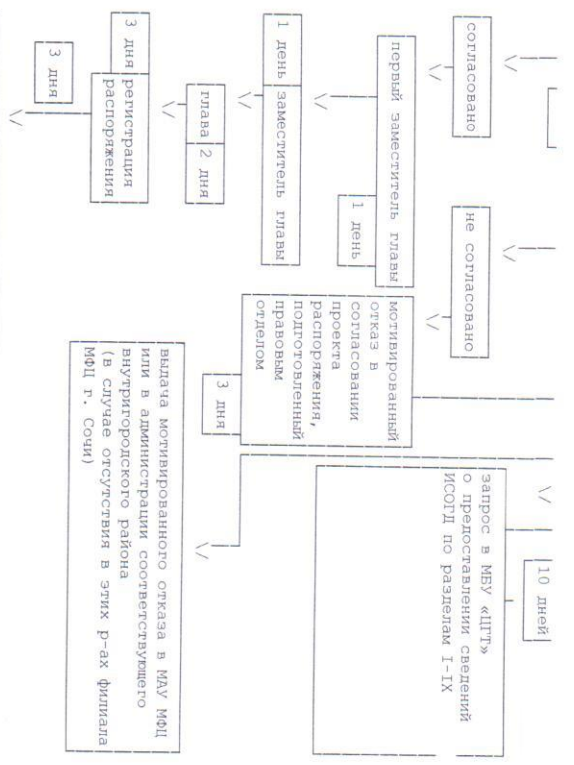 согласовано
не согласовано
10 дней
первый заместитель главы
1 день
мотивированный
отказ в
согласовании
проекта
распоряжения,
подготовленный
правовым
отделом
3 дня
запрос в МБУ «ЦГТ»
о предоставлении сведений
ИСОГД по разделам I-IX
1 день
заместитель главы
глава
2 дня
3 дня
регистрация
распоряжения
3 дня
выдача мотивированного отказа в МАУ МФЦ
или в администрации соответствующего
внутригородского района
(в случае отсутствия в этих р-ах филиала
МФЦ г. Сочи)